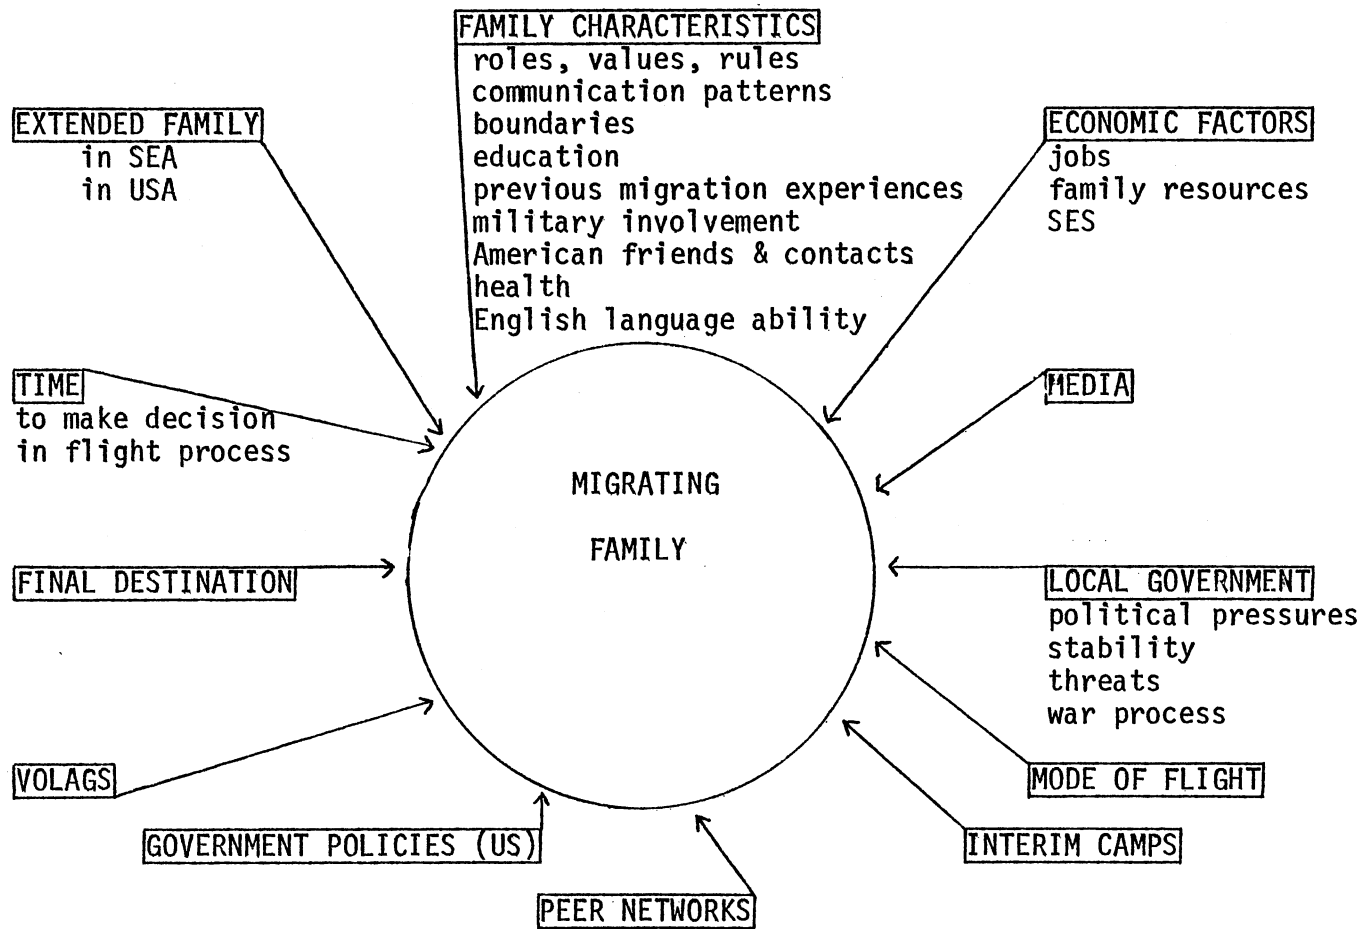 FAMILY CHARACTERISTICS
roles, values, rules
communication patterns
boundaries
education
previous migration experiences
military involvement
American friends & contacts
health
English language ability
EXTENDED FAMILY
in SEA
in USA
ECONOMIC FACTORS
jobs
family resources
SES
TIME
to make decision
in flight process
MEDIA
MIGRATING
FAMILY
FINAL DESTINATION
LOCAL GOVERNMENT
political pressures
stability
threats
war process
VOLAGS
MODE OF FLIGHT
GOVERNMENT POLICIES (US)
INTERIM CAMPS
PEER NETWORKS